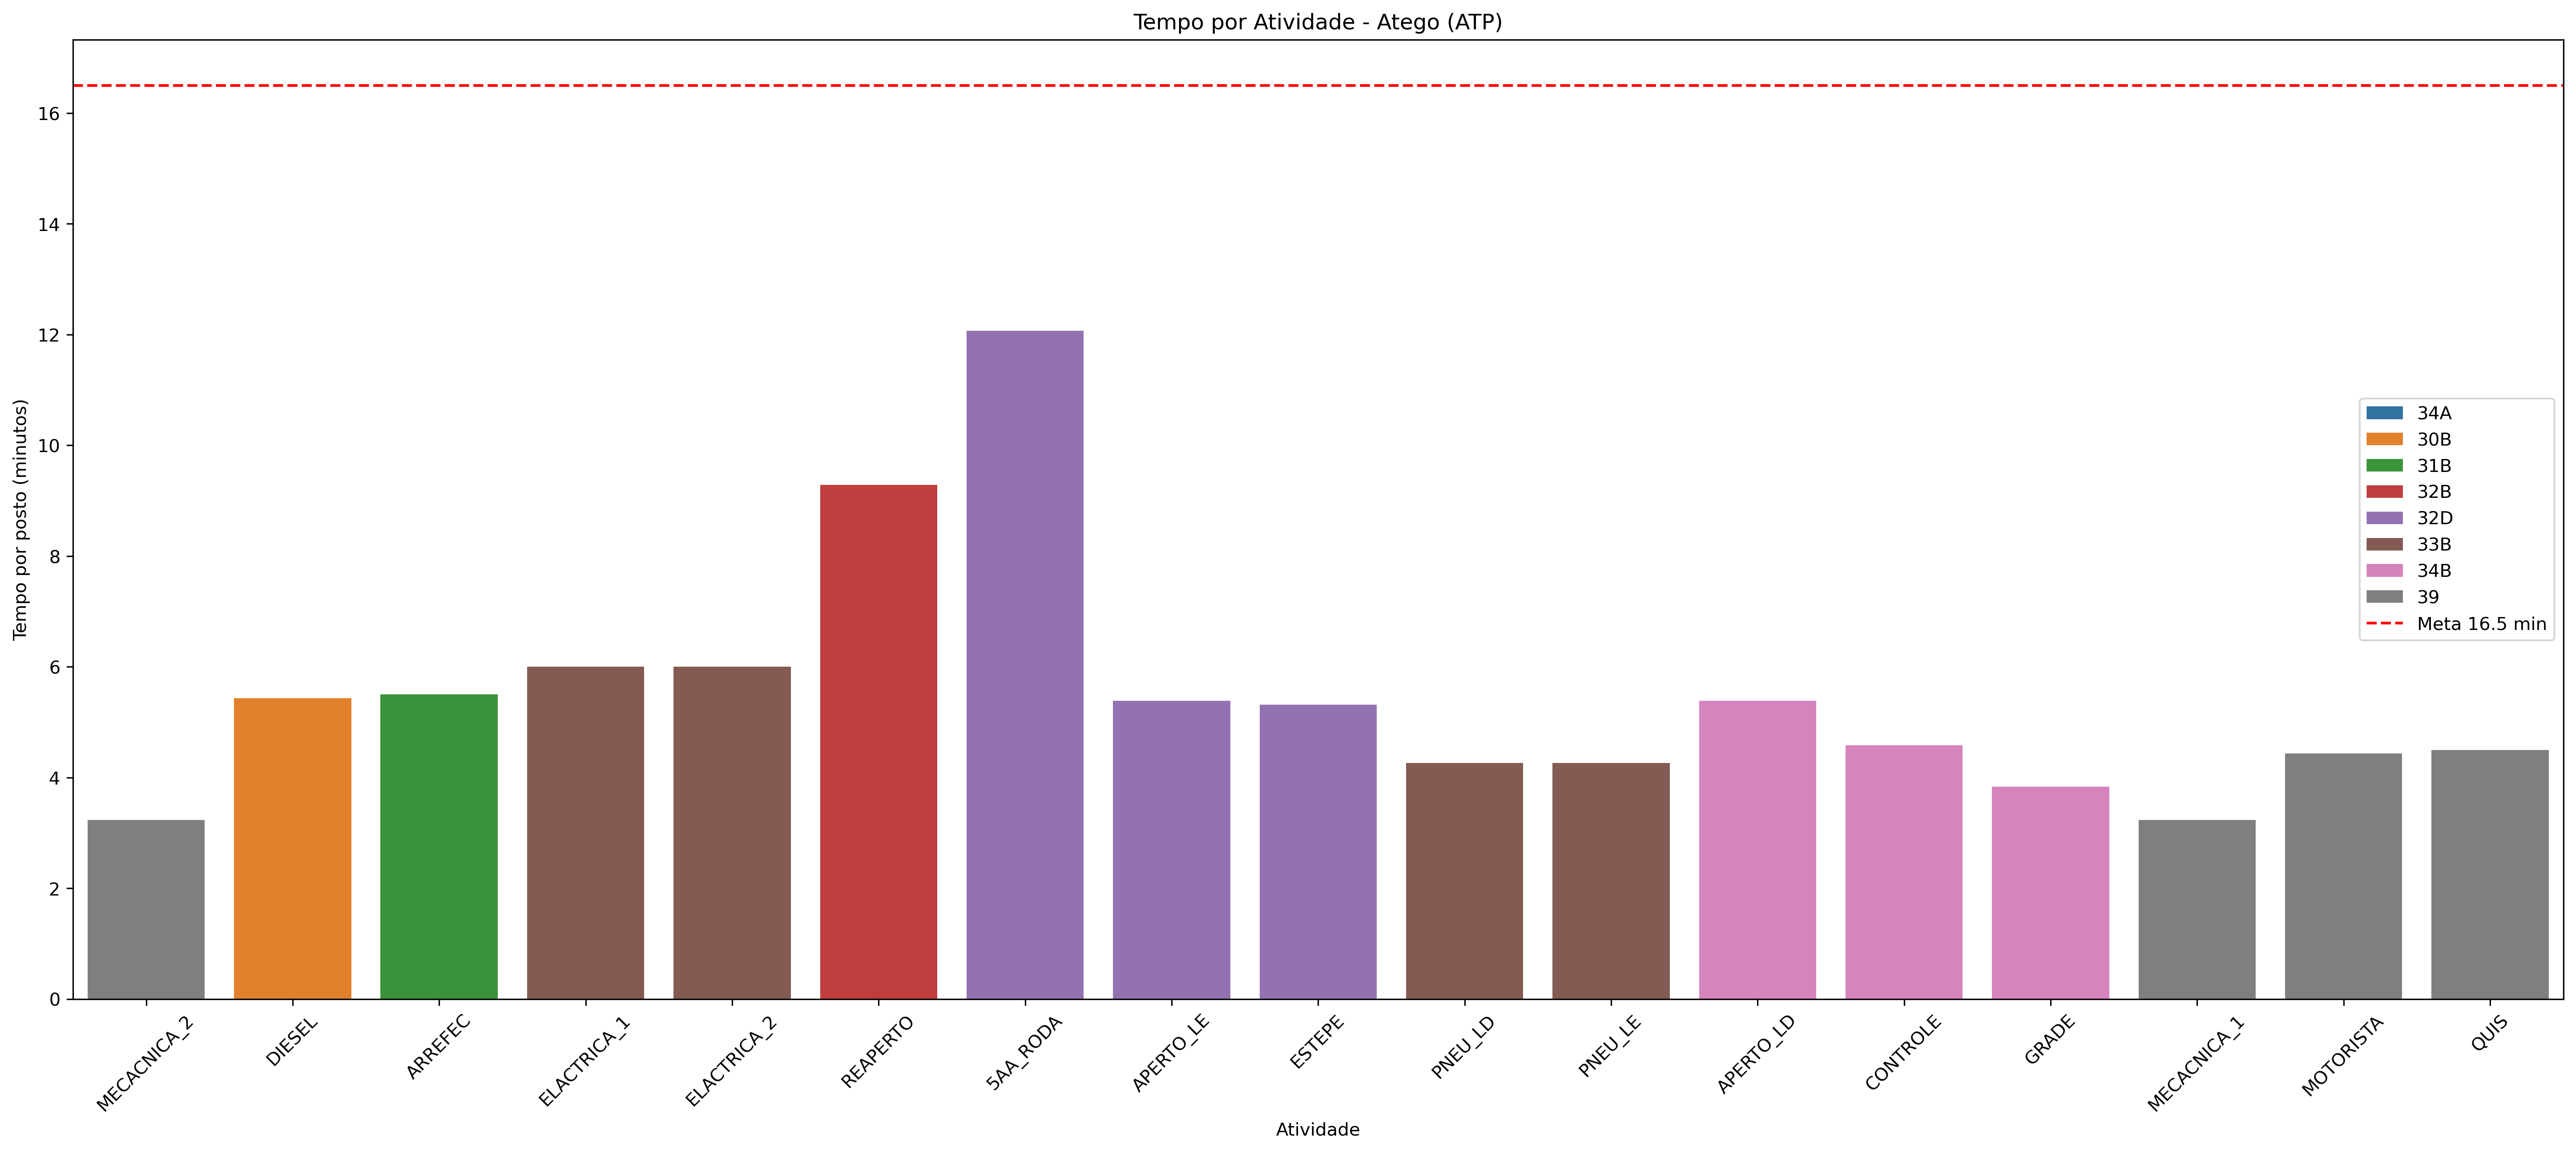 Tempo por Atividade - Atego (ATP)
Tempo por posto (minutos)
16
14
12
10
8
6
4
2
0
34A
30B
31B
32B
32D
33B
34B
39
Meta 16.5 min
MECACNICA_2
DIESEL
ARREFEC
ELACTRICA_1
ELACTRICA_2
REAPERTO
5AA_RODA
APERTO_LE
ESTEPE
PNEU_LD
PNEU_LE
APERTO_LD
CONTROLE
GRADE
MECACNICA_1
MOTORISTA
QUIS
Atividade